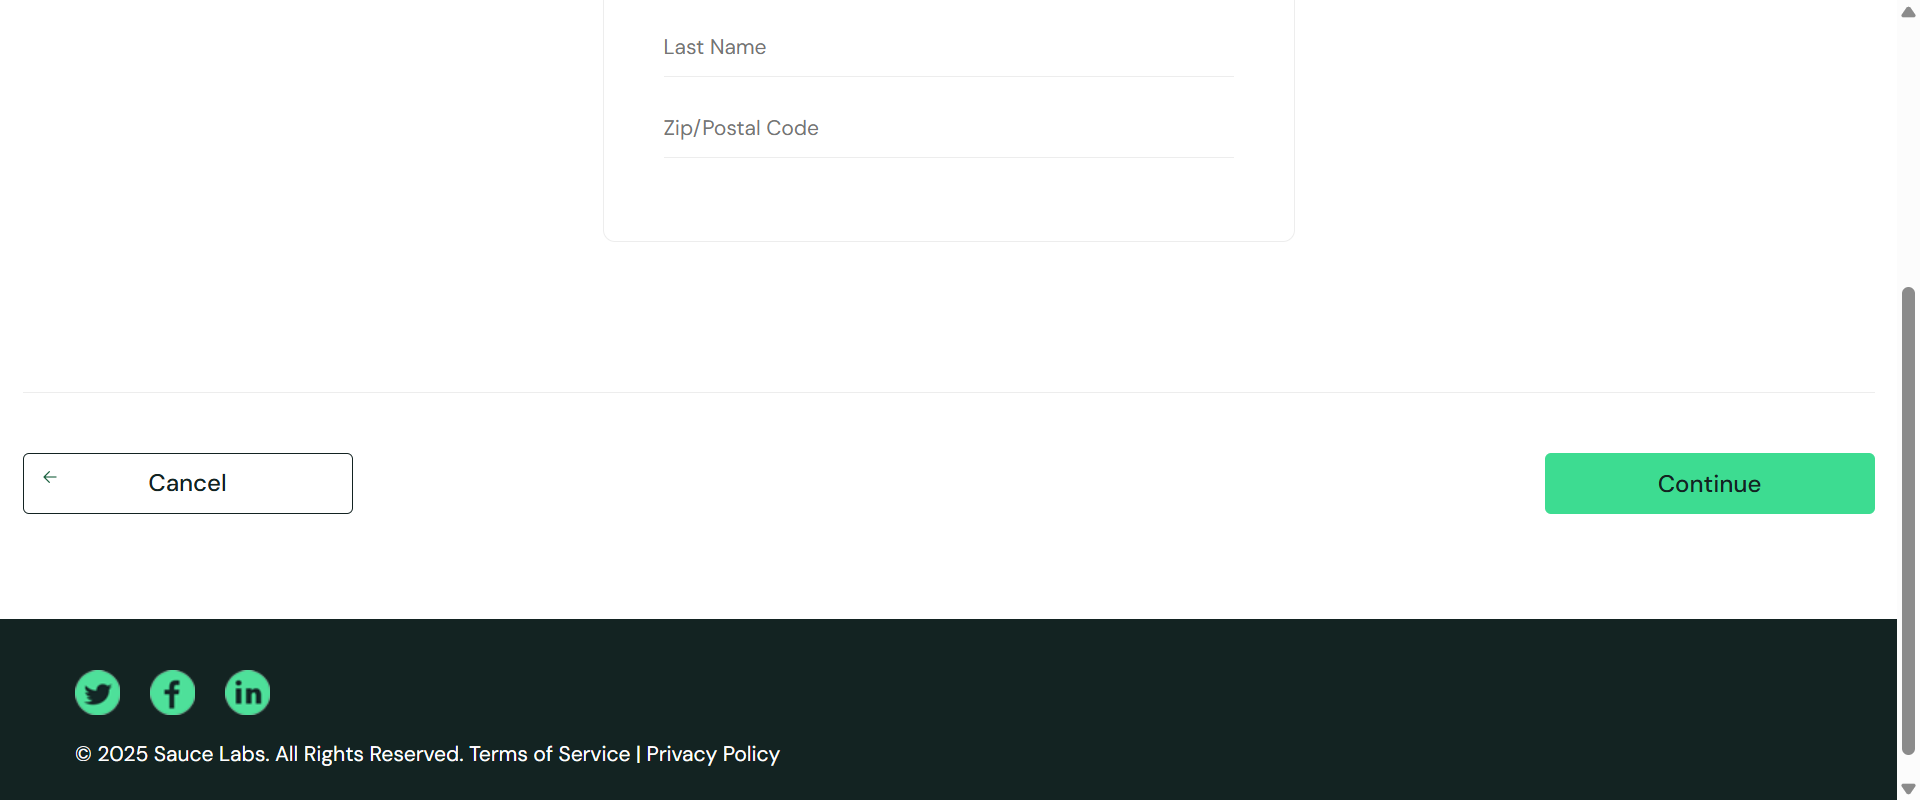 Last Name
Zip/Postal Code
Cancel
Continue
© 2025 Sauce Labs. All Rights Reserved. Terms of Service | Privacy Policy